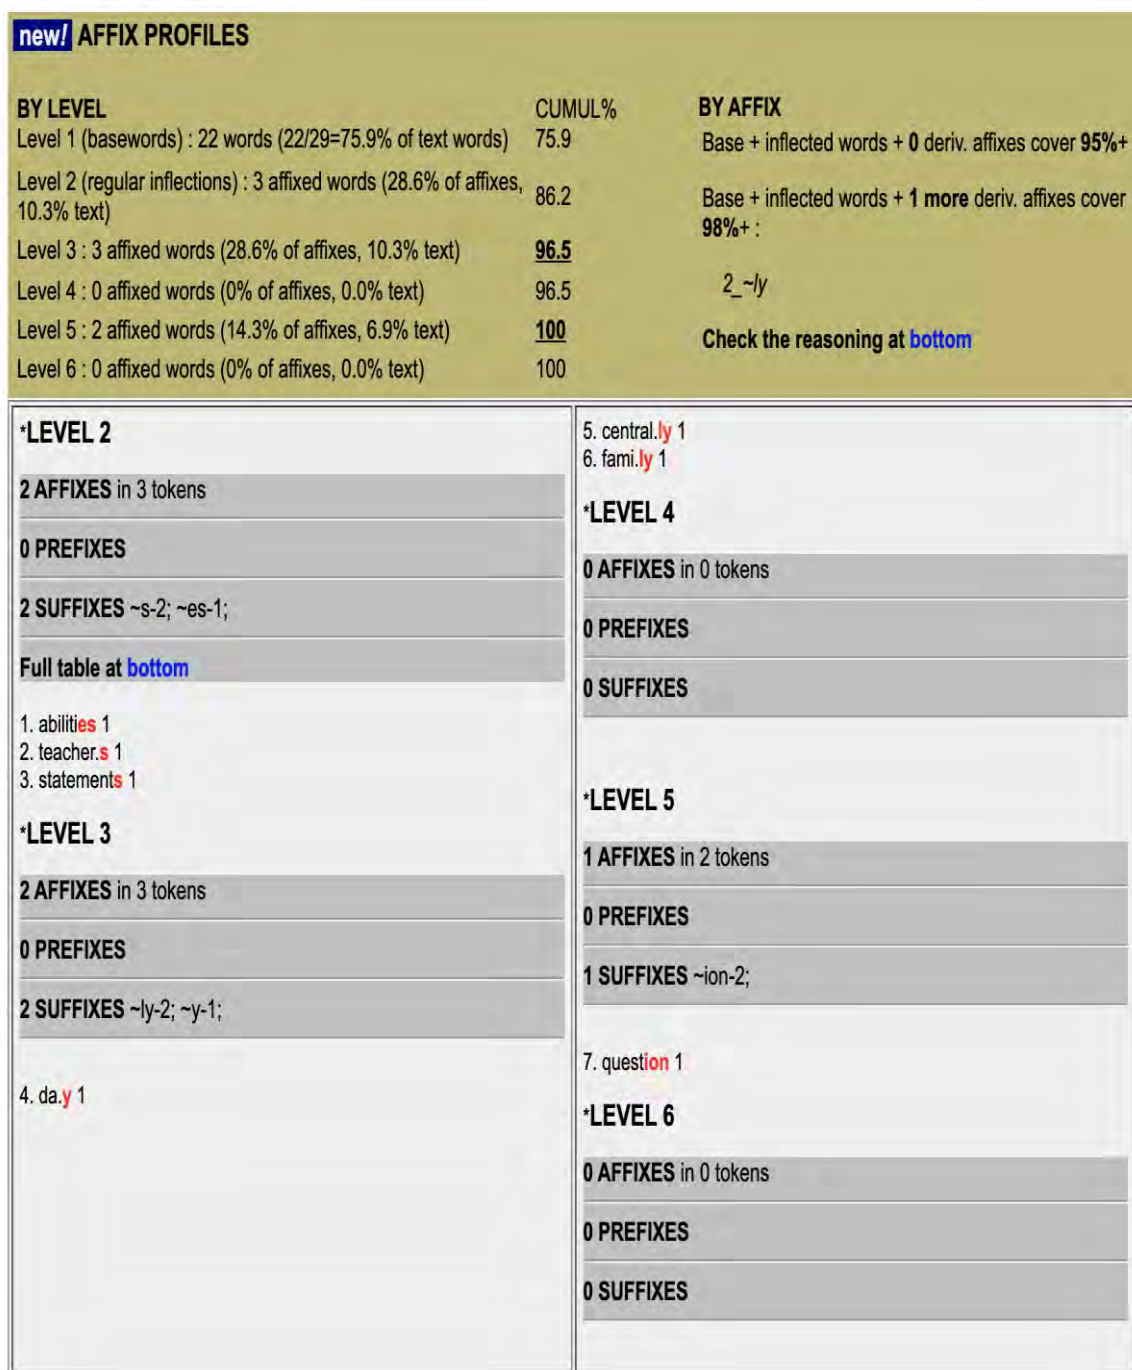 new! AFFIX PROFILES
BY LEVEL CUMUL%
Level 1 (basewords) : 22 words (22/29=75.9% of text words) 75.9
Level 2 (regular inflections) : 3 affixed words (28.6% of affixes,
10.3% text) 86.2
Level 3 : 3 affixed words (28.6% of affixes, 10.3% text) 96.5
Level 4 : 0 affixed words (0% of affixes, 0.0% text) 96.5
Level 5 : 2 affixed words (14.3% of affixes, 6.9% text) 100
Level 6 : 0 affixed words (0% of affixes, 0.0% text) 100
BY AFFIX
Base + inflected words + 0 deriv. affixes cover 95%+
Base + inflected words + 1 more deriv. affixes cover
98%+ :
2_~ly
Check the reasoning at bottom
*LEVEL 2
2 AFFIXES in 3 tokens
0 PREFIXES
2 SUFFIXES ~s-2; ~es-1;
Full table at bottom
1. abilities 1
2. teacher.s 1
3. statements 1
*LEVEL 3
2 AFFIXES in 3 tokens
0 PREFIXES
2 SUFFIXES ~ly-2; ~y-1;
4. da.y 1
5. central.ly 1
6. fami.ly 1
*LEVEL 4
0 AFFIXES in 0 tokens
0 PREFIXES
0 SUFFIXES
*LEVEL 5
1 AFFIXES in 2 tokens
0 PREFIXES
1 SUFFIXES ~ion-2;
7. question 1
*LEVEL 6
0 AFFIXES in 0 tokens
0 PREFIXES
0 SUFFIXES